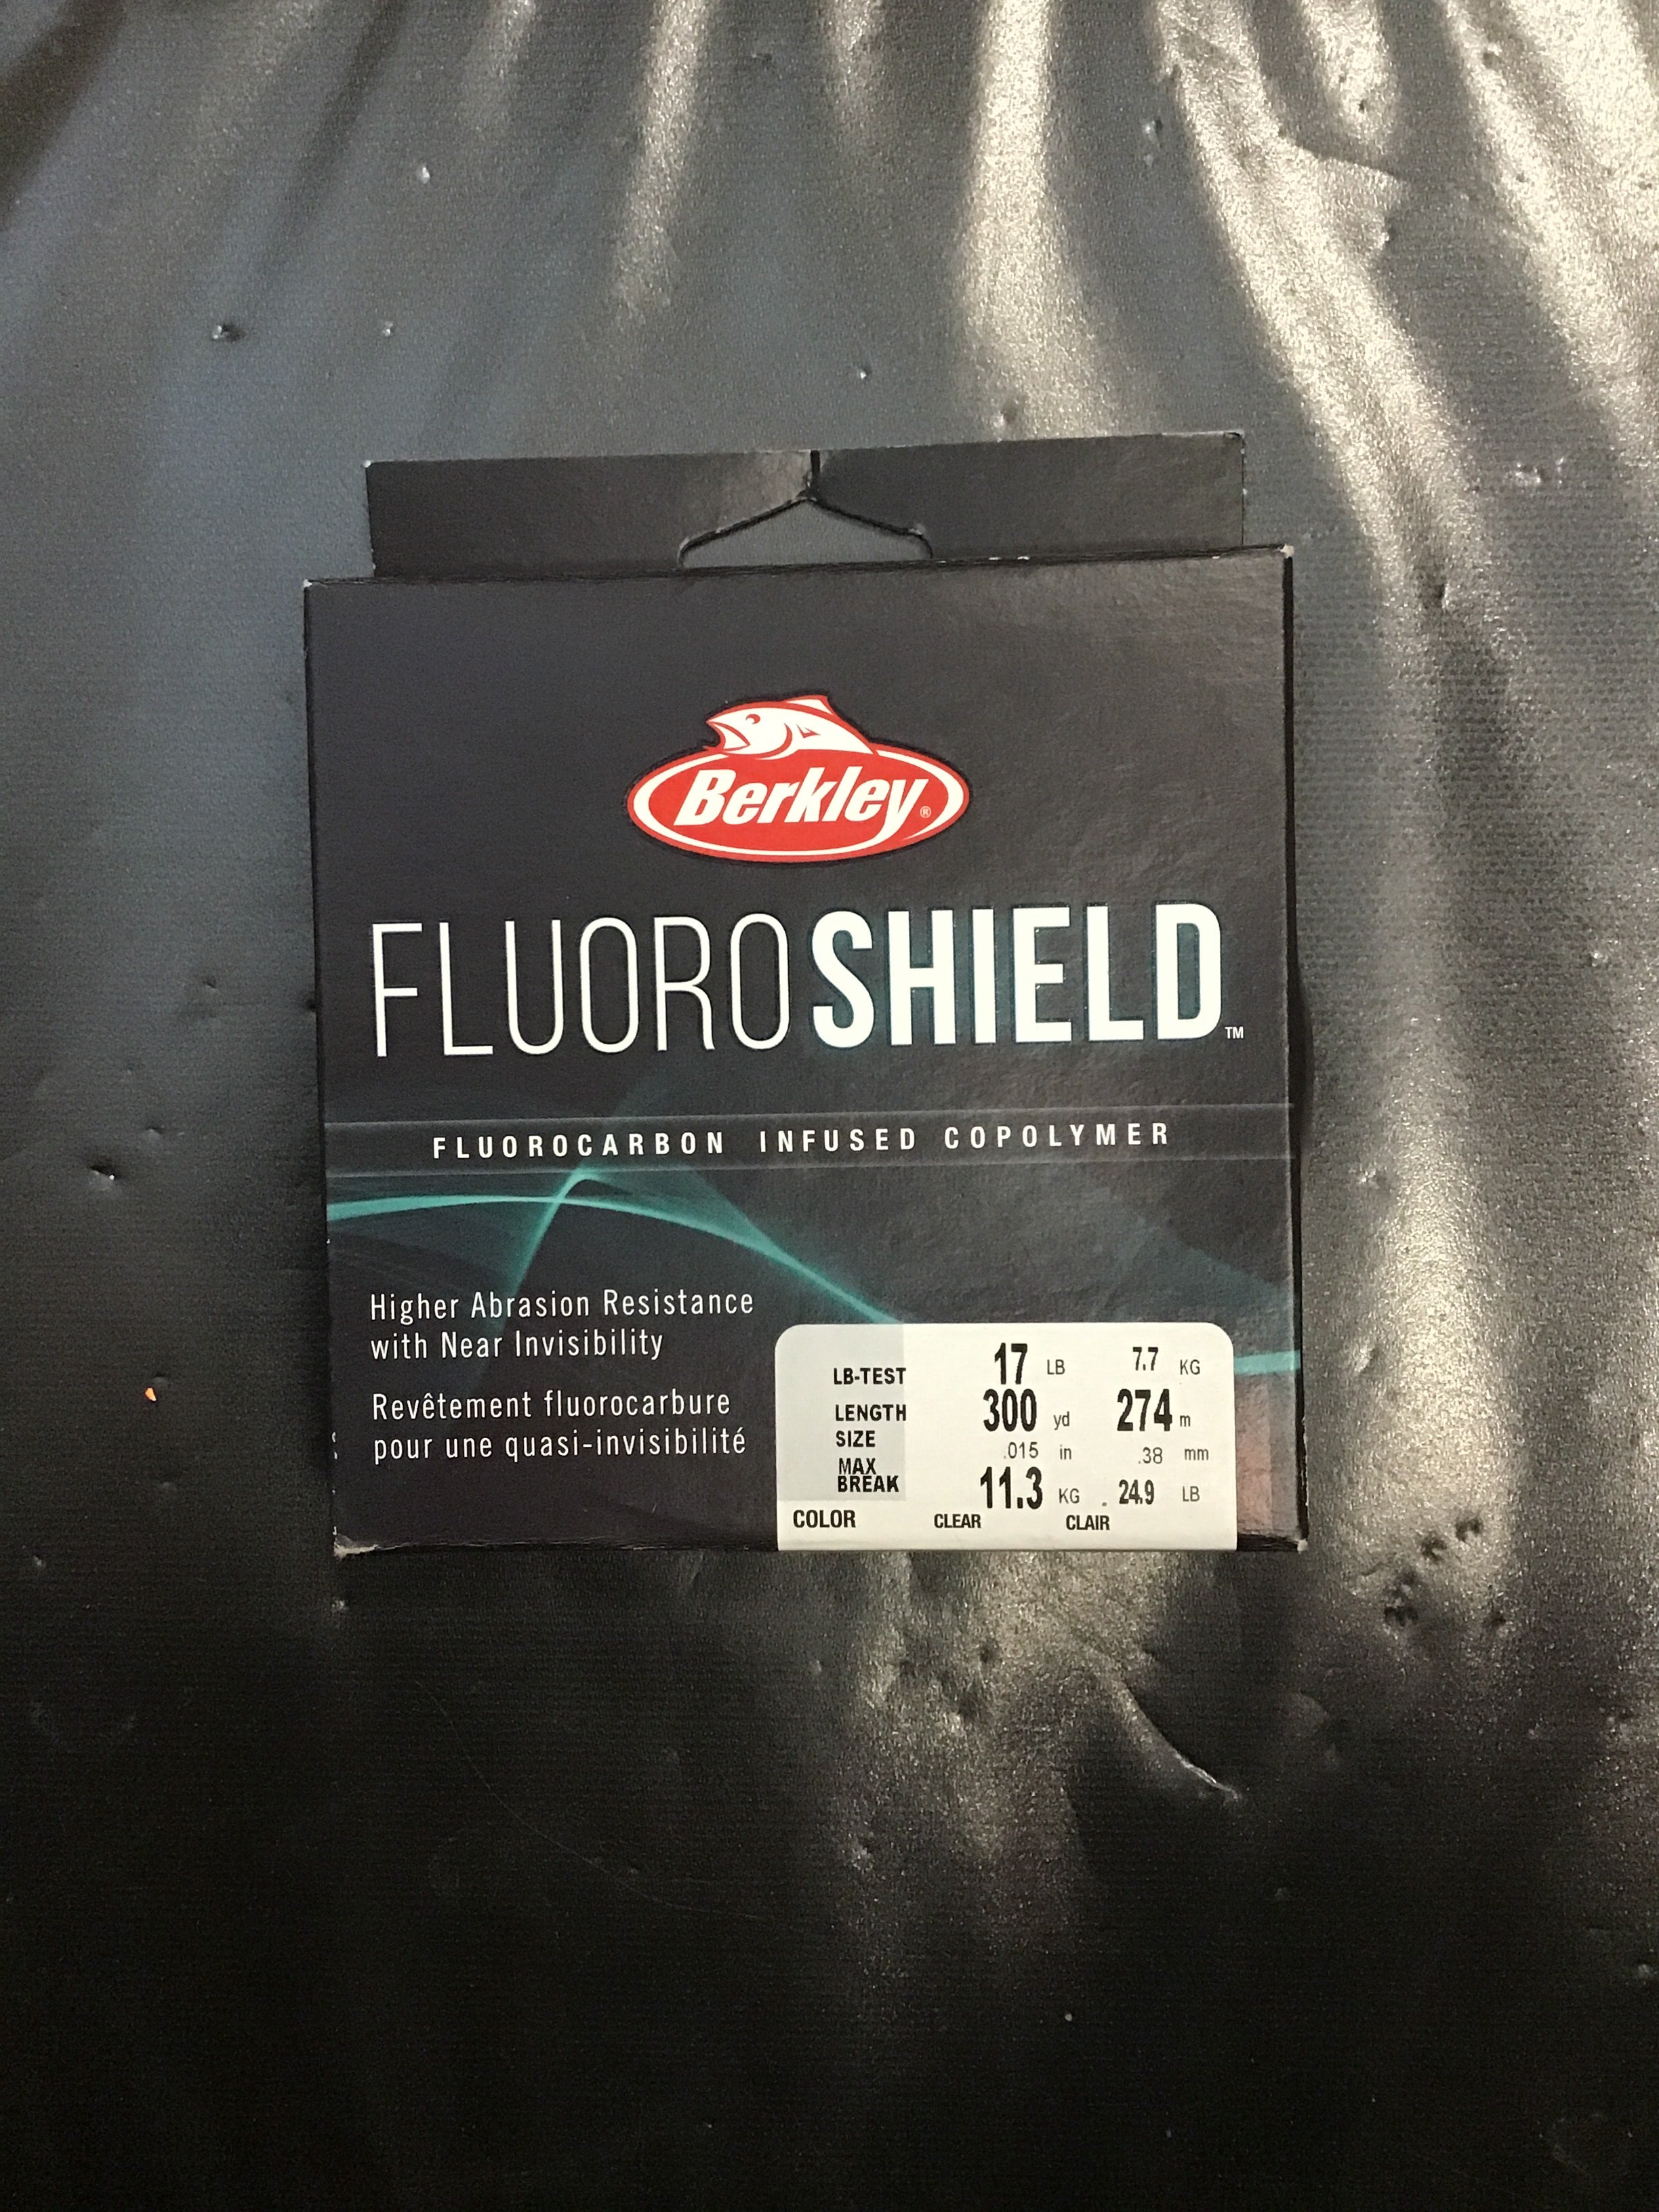 Berkley®
FLUOROSHIELD™
FLUOROCARBON INFUSED COPOLYMER
Higher Abrasion Resistance
with Near Invisibility
Revêtement fluorocarbure
pour une quasi-invisibilité
LB-TEST 17 LB 7.7 KG
LENGTH 300 yd 274 m
SIZE .015 in .38 mm
MAX
BREAK 11.3 KG 24.9 LB
COLOR CLEAR CLAIR